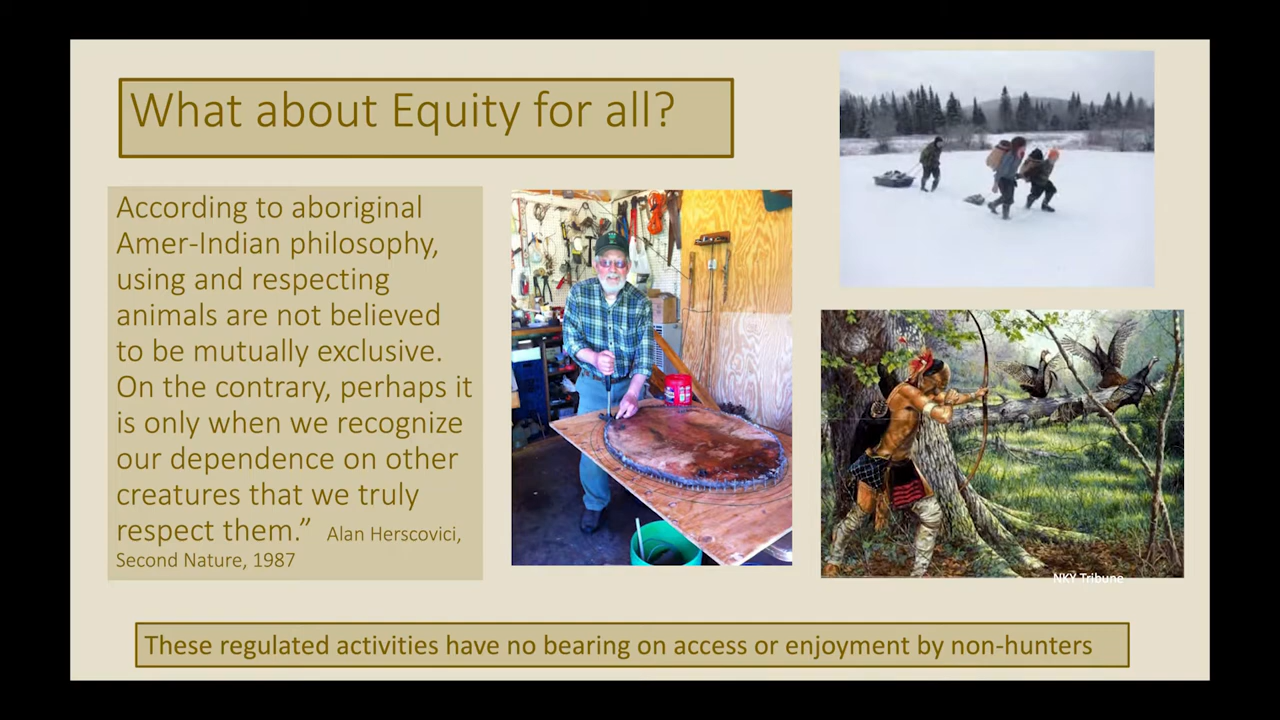 What about Equity for all?
According to aboriginal
Amer-Indian philosophy,
using and respecting
animals are not believed
to be mutually exclusive.
On the contrary, perhaps it
is only when we recognize
our dependence on other
creatures that we truly
respect them.” Alan Herscovici,
Second Nature, 1987
NKY Tribune
These regulated activities have no bearing on access or enjoyment by non-hunters